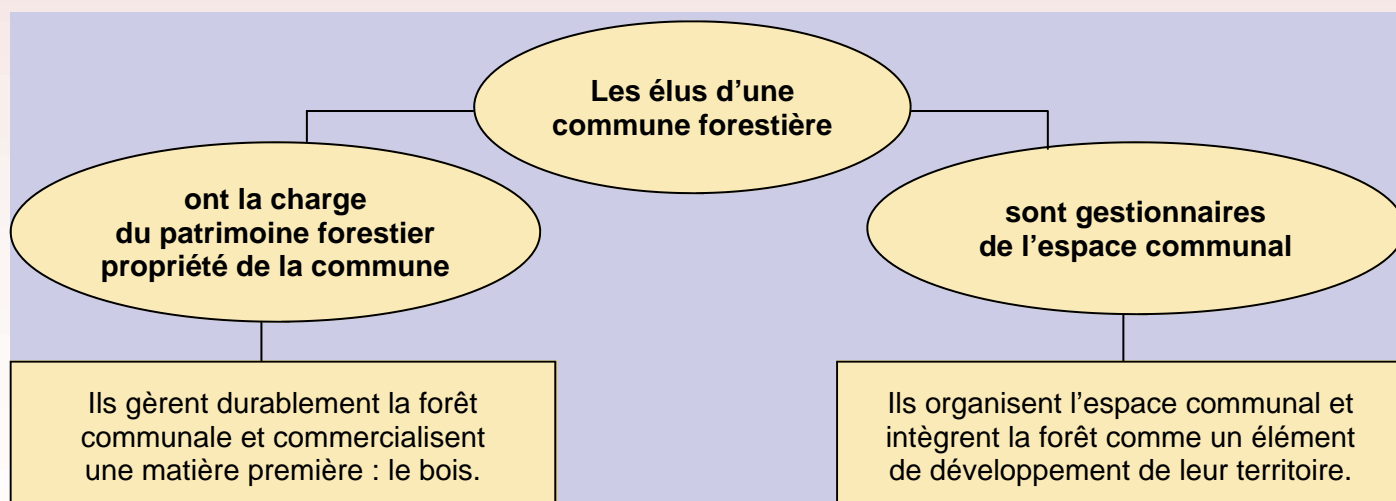 Les élus d’une
commune forestière
ont la charge
du patrimoine forestier
propriété de la commune
sont gestionnaires
de l’espace communal
Ils gèrent durablement la forêt
communale et commercialisent
une matière première : le bois.
Ils organisent l’espace communal et
intègrent la forêt comme un élément
de développement de leur territoire.